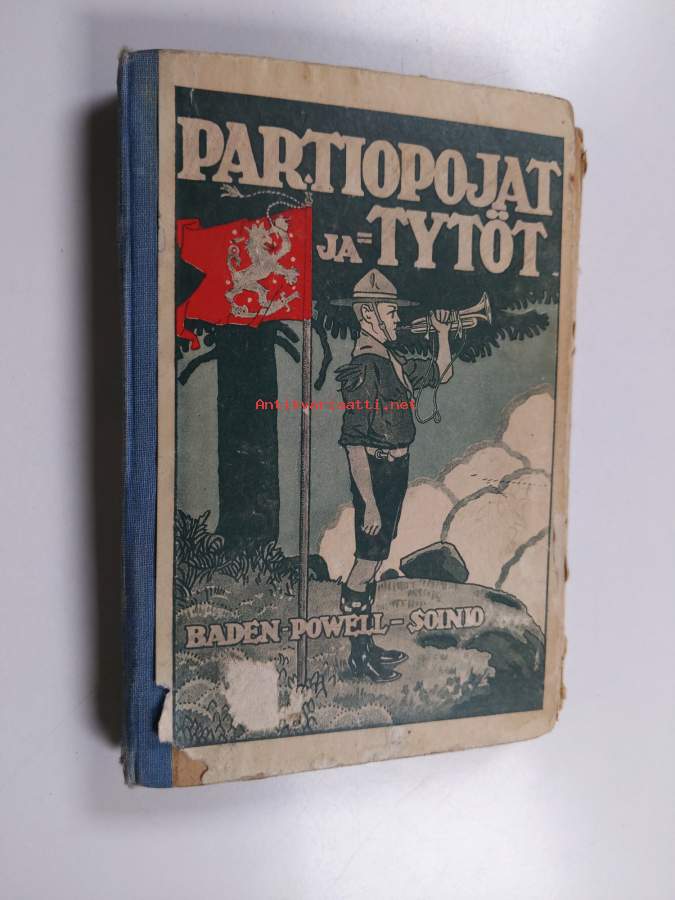 PARTIOPOJAT
JA=TYTÖT
Antikvariaatti.net
BADEN-POWELL-SOINIO